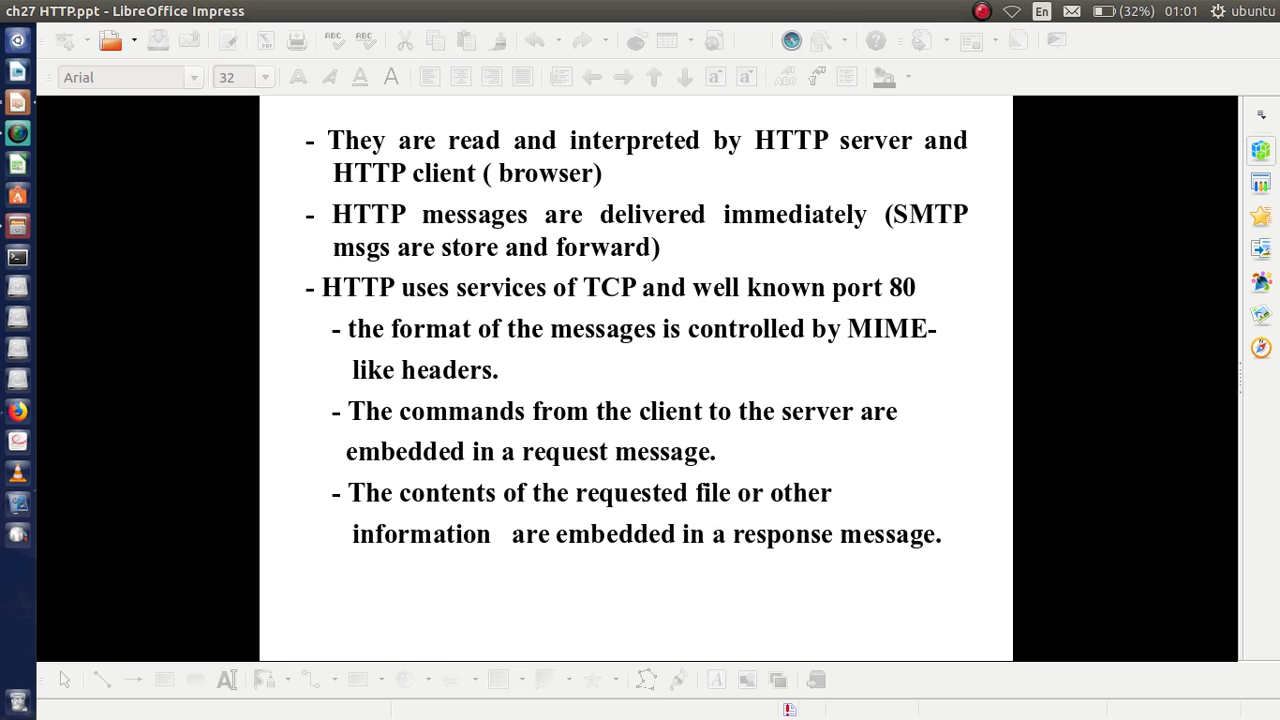 ch27 HTTP.ppt - LibreOffice Impress
En (32%) 01:01 ubuntu
Arial 32
- They are read and interpreted by HTTP server and
HTTP client ( browser)
- HTTP messages are delivered immediately (SMTP
msgs are store and forward)
- HTTP uses services of TCP and well known port 80
- the format of the messages is controlled by MIME-
like headers.
- The commands from the client to the server are
embedded in a request message.
- The contents of the requested file or other
information   are embedded in a response message.